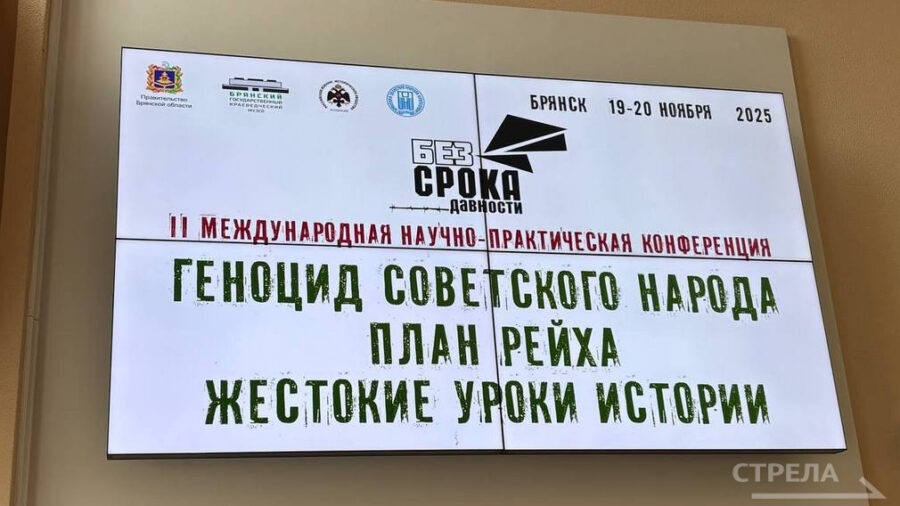 Правительство
Брянской области
БРЯНСКИЙ
ГОСУДАРСТВЕННЫЙ
КРАЕВЕДЧЕСКИЙ
МУЗЕЙ
БРЯНСК 19-20 НОЯБРЯ 2025
БЕЗ
СРОКА
давности
II МЕЖДУНАРОДНАЯ НАУЧНО-ПРАКТИЧЕСКАЯ КОНФЕРЕНЦИЯ
ГЕНОЦИД СОВЕТСКОГО НАРОДА
ПЛАН РЕЙХА
ЖЕСТОКИЕ УРОКИ ИСТОРИИ
СТРЕЛА